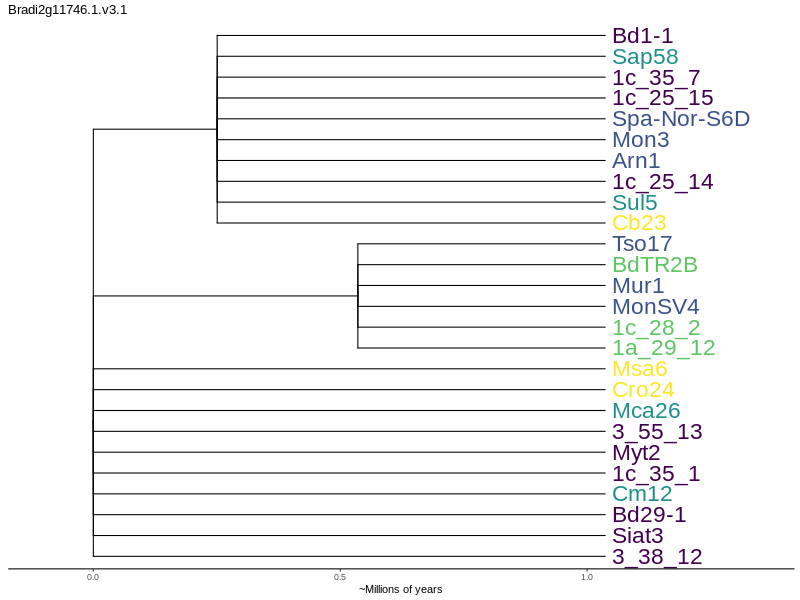 Bradi2g11746.1.v3.1
Bd1-1
Sap58
1c_35_7
1c_25_15
Spa-Nor-S6D
Mon3
Arn1
1c_25_14
Sul5
Cb23
Tso17
BdTR2B
Mur1
MonSV4
1c_28_2
1a_29_12
Msa6
Cro24
Mca26
3_55_13
Myt2
1c_35_1
Cm12
Bd29-1
Siat3
3_38_12
0.0 0.5 1.0
~Millions of years